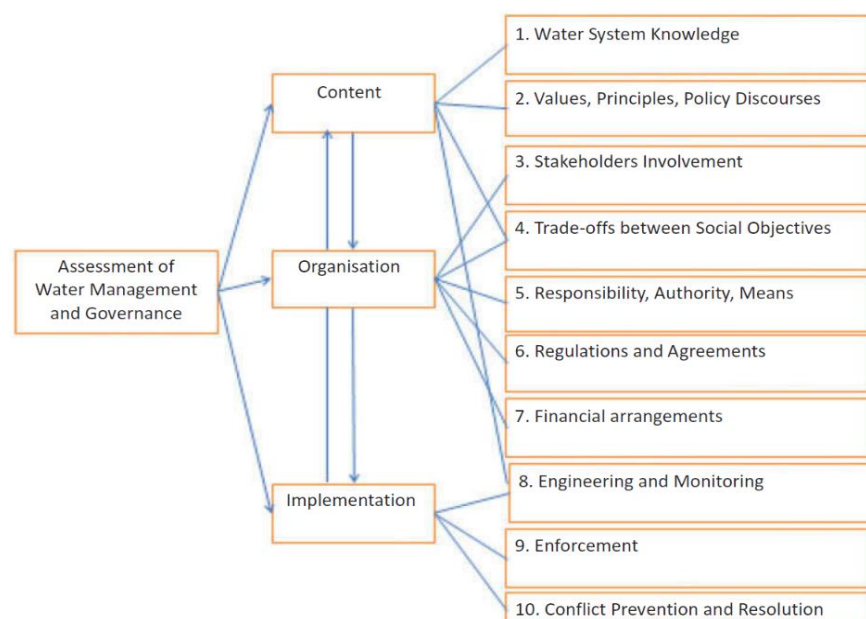 Assessment of
Water Management
and Governance
Content
Organisation
Implementation
1. Water System Knowledge
2. Values, Principles, Policy Discourses
3. Stakeholders Involvement
4. Trade-offs between Social Objectives
5. Responsibility, Authority, Means
6. Regulations and Agreements
7. Financial arrangements
8. Engineering and Monitoring
9. Enforcement
10. Conflict Prevention and Resolution